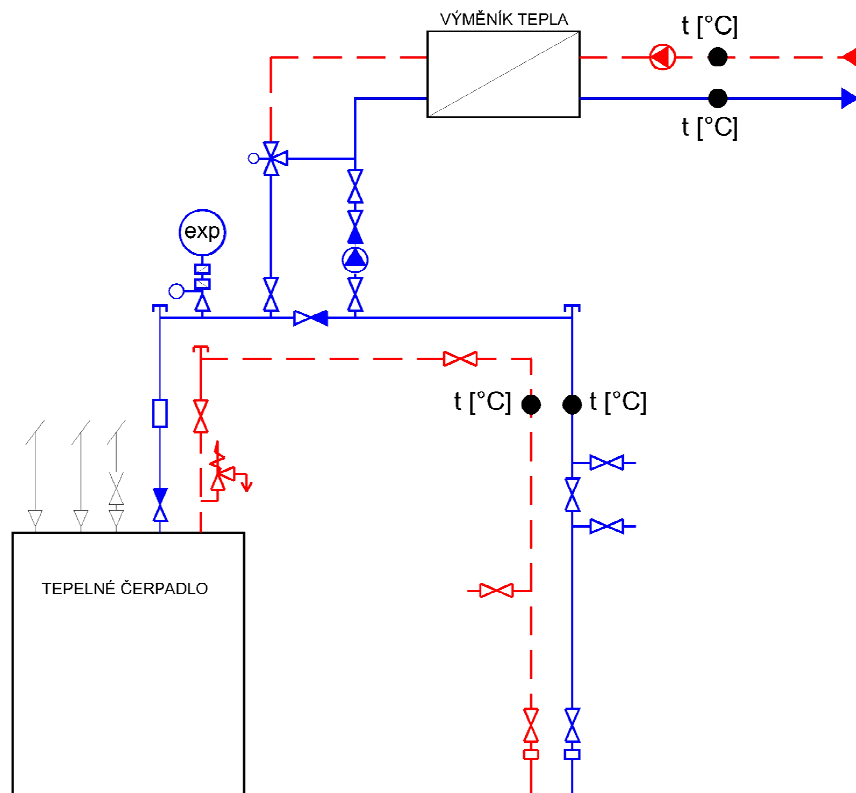 VÝMĚNÍK TEPLA
t [°C]
t [°C]
exp
t [°C]
t [°C]
TEPELNÉ ČERPADLO